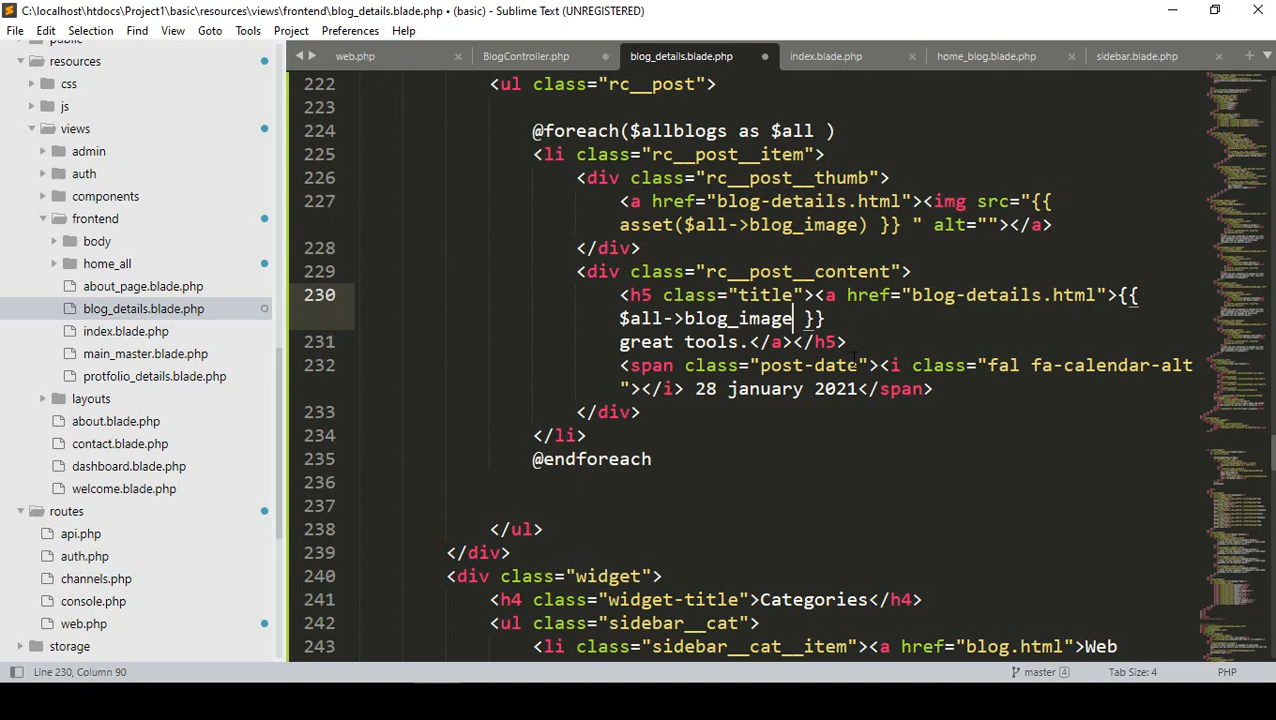 C:\localhost\htdocs\Project1\basic\resources\views\frontend\blog_details.blade.php • (basic) - Sublime Text (UNREGISTERED)
File Edit Selection Find View Goto Tools Project Preferences Help
web.php BlogController.php blog_details.blade.php index.blade.php home_blog.blade.php sidebar.blade.php
resources
css
js
views
admin
auth
components
frontend
body
home_all
about_page.blade.php
blog_details.blade.php
index.blade.php
main_master.blade.php
protfolio_details.blade.php
layouts
about.blade.php
contact.blade.php
dashboard.blade.php
welcome.blade.php
routes
api.php
auth.php
channels.php
console.php
web.php
storage
222 <ul class="rc__post">
223
224 @foreach($allblogs as $all )
225 <li class="rc__post__item">
226 <div class="rc__post__thumb">
227 <a href="blog-details.html"><img src="{{
asset($all->blog_image) }} " alt=""></a>
228 </div>
229 <div class="rc__post__content">
230 <h5 class="title"><a href="blog-details.html">{{
$all->blog_image }}
231 great tools.</a></h5>
232 <span class="post-date"><i class="fal fa-calendar-alt
"></i> 28 january 2021</span>
233 </div>
234 </li>
235 @endforeach
236
237
238 </ul>
239 </div>
240 <div class="widget">
241 <h4 class="widget-title">Categories</h4>
242 <ul class="sidebar__cat">
243 <li class="sidebar__cat__item"><a href="blog.html">Web
Line 230, Column 90 master 4 Tab Size: 4 PHP